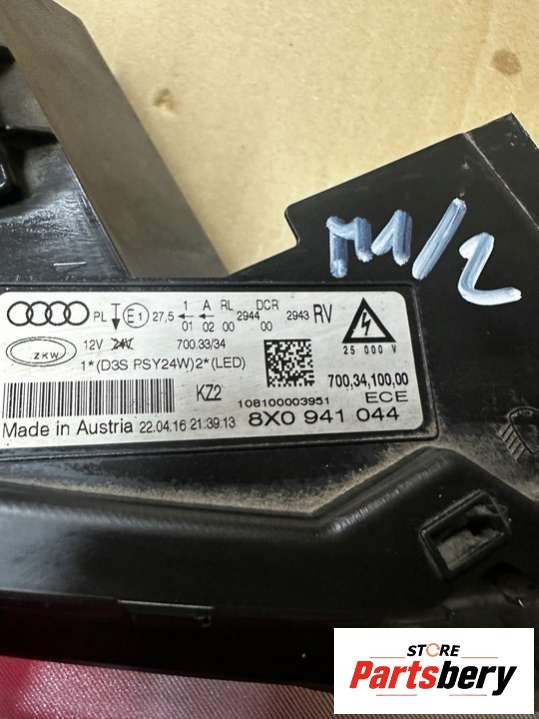 M1/2
PL E1 27,5 1 A RL DCR
01 02 00 2944 00 2943 RV
ZKW 12V 24V 700.33/34
25 000 V
1*(D3S PSY24W)2*(LED)
700,34,100,00
KZ2 108100003951 ECE
Made in Austria 22.04.16 21:39:13 8X0 941 044
STORE
Partsbery